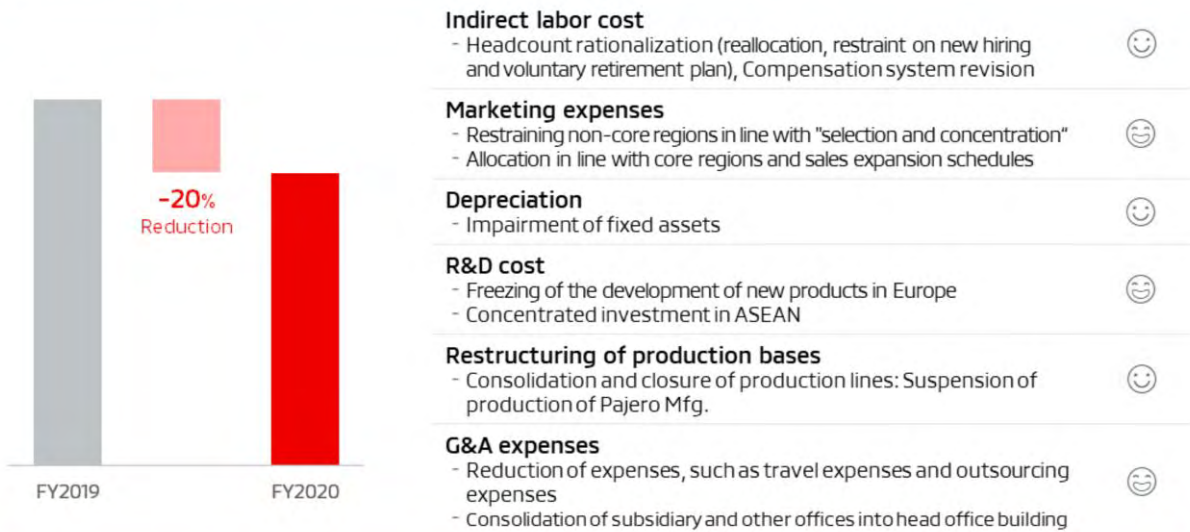 -20%
Reduction
FY2019
FY2020
Indirect labor cost
- Headcount rationalization (reallocation, restraint on new hiring
and voluntary retirement plan), Compensation system revision
Marketing expenses
- Restraining non-core regions in line with "selection and concentration"
- Allocation in line with core regions and sales expansion schedules
Depreciation
- Impairment of fixed assets
R&D cost
- Freezing of the development of new products in Europe
- Concentrated investment in ASEAN
Restructuring of production bases
- Consolidation and closure of production lines: Suspension of
production of Pajero Mfg.
G&A expenses
- Reduction of expenses, such as travel expenses and outsourcing
expenses
- Consolidation of subsidiary and other offices into head office building